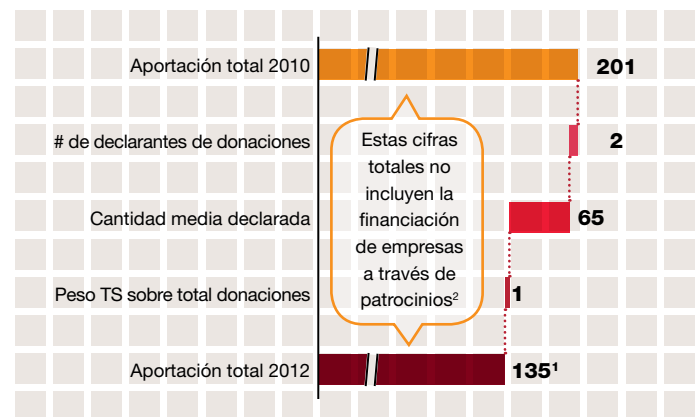 Aportación total 2010
201
# de declarantes de donaciones
2
Estas cifras
totales no
incluyen la
financiación
de empresas
a través de
patrocinios²
Cantidad media declarada
65
Peso TS sobre total donaciones
1
Aportación total 2012
135¹